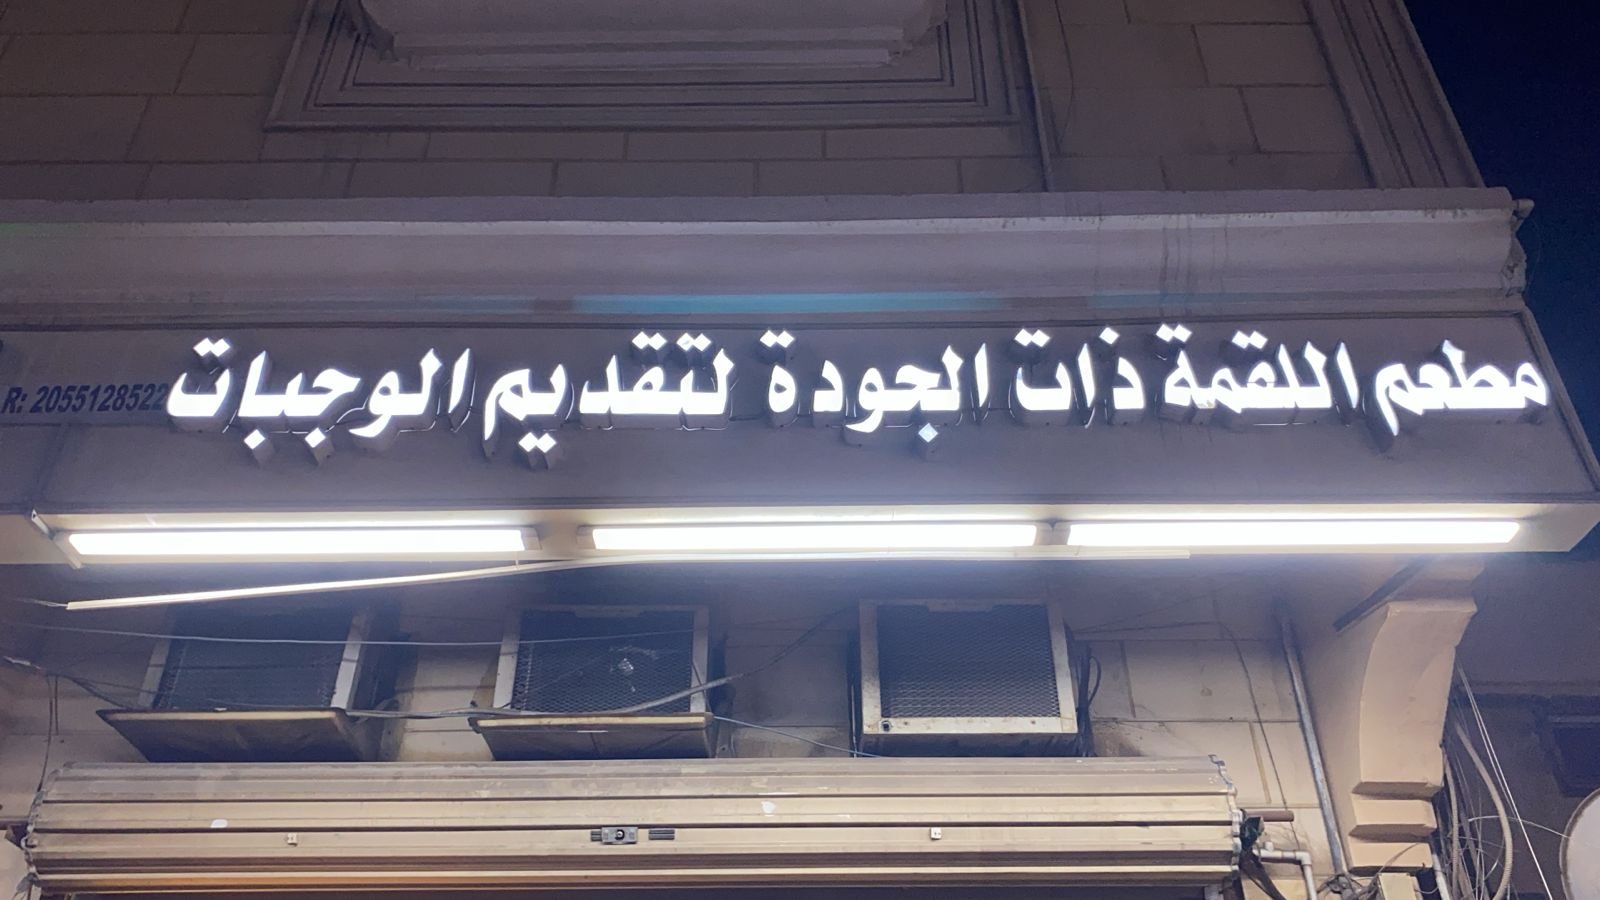 مطعم اللقمة ذات الجودة لتقديم الوجبات
R: 2055128522